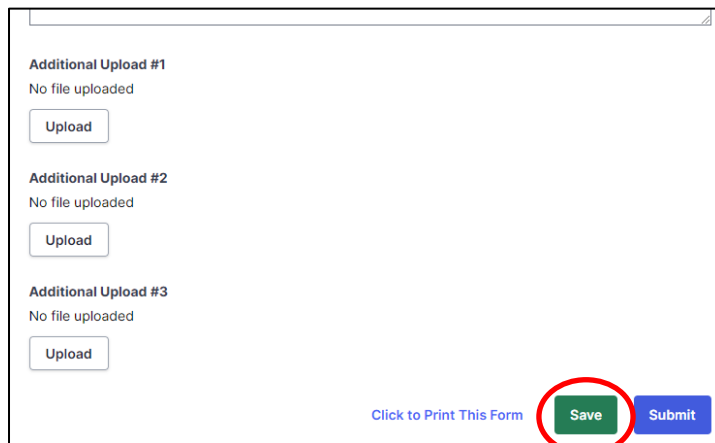 Additional Upload #1
No file uploaded
Upload
Additional Upload #2
No file uploaded
Upload
Additional Upload #3
No file uploaded
Upload
Click to Print This Form Save Submit